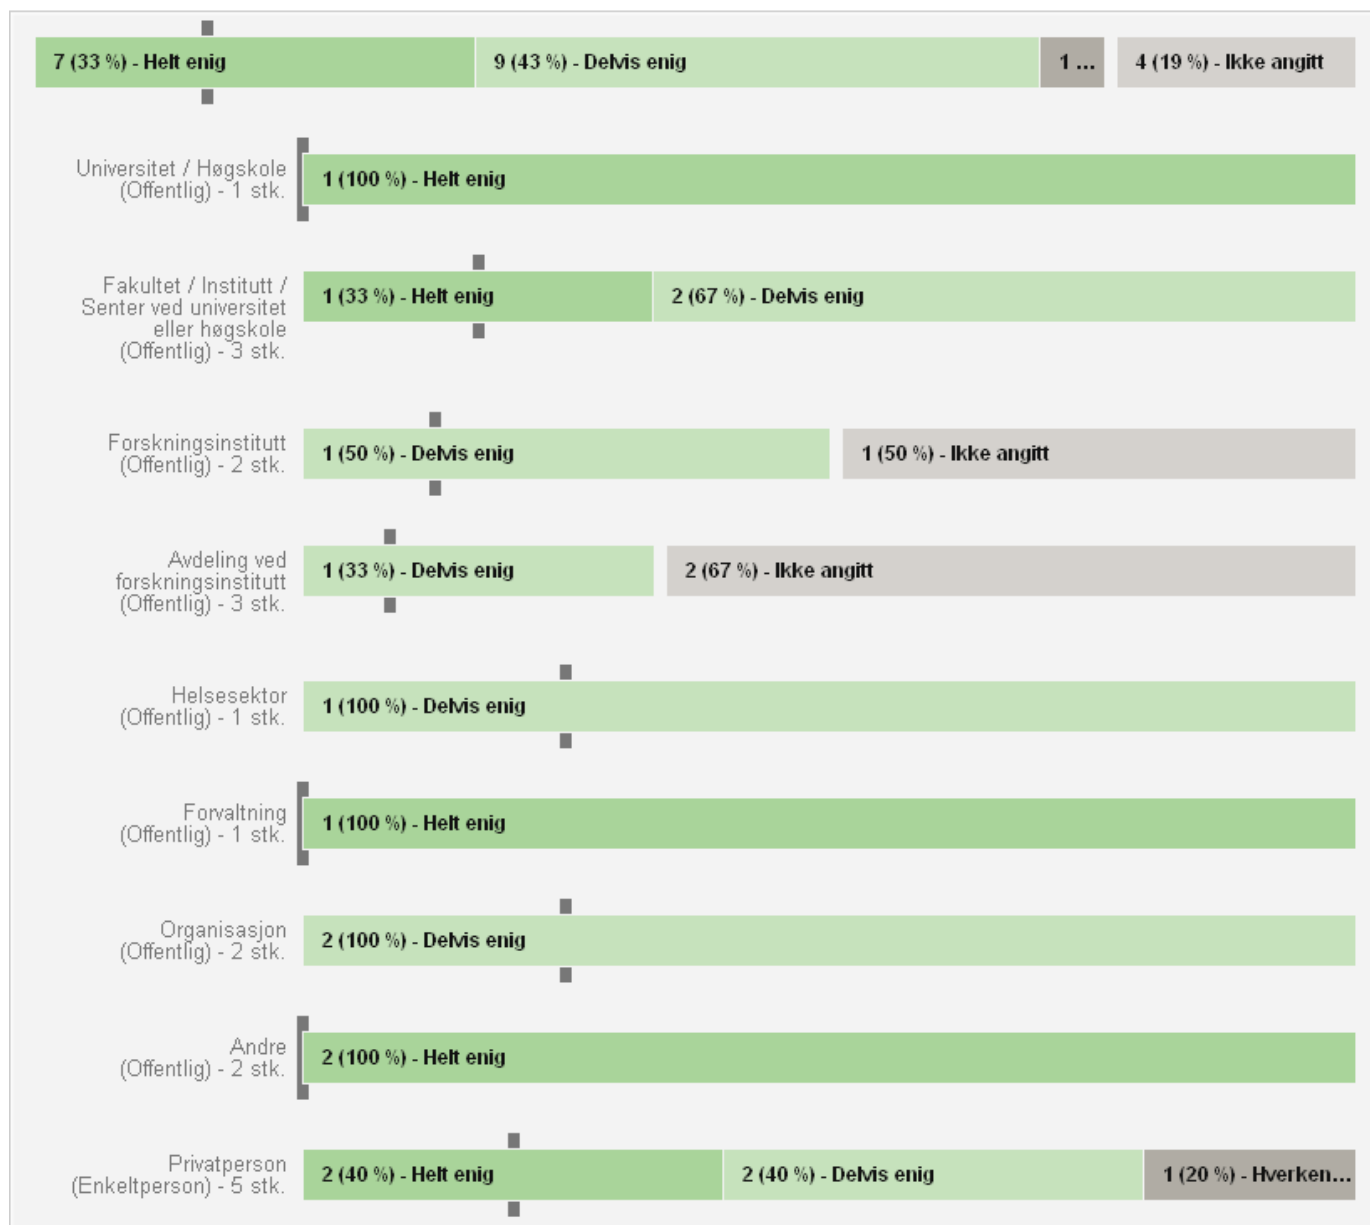 7 (33 %) - Helt enig 9 (43 %) - Delvis enig 1 ... 4 (19 %) - Ikke angitt
Universitet / Høgskole
(Offentlig) - 1 stk.
1 (100 %) - Helt enig
Fakultet / Institutt /
Senter ved universitet
eller høgskole
(Offentlig) - 3 stk.
1 (33 %) - Helt enig 2 (67 %) - Delvis enig
Forskningsinstitutt
(Offentlig) - 2 stk.
1 (50 %) - Delvis enig 1 (50 %) - Ikke angitt
Avdeling ved
forskningsinstitutt
(Offentlig) - 3 stk.
1 (33 %) - Delvis enig 2 (67 %) - Ikke angitt
Helsesektor
(Offentlig) - 1 stk.
1 (100 %) - Delvis enig
Forvaltning
(Offentlig) - 1 stk.
1 (100 %) - Helt enig
Organisasjon
(Offentlig) - 2 stk.
2 (100 %) - Delvis enig
Andre
(Offentlig) - 2 stk.
2 (100 %) - Helt enig
Privatperson
(Enkeltperson) - 5 stk.
2 (40 %) - Helt enig 2 (40 %) - Delvis enig 1 (20 %) - Hverken...